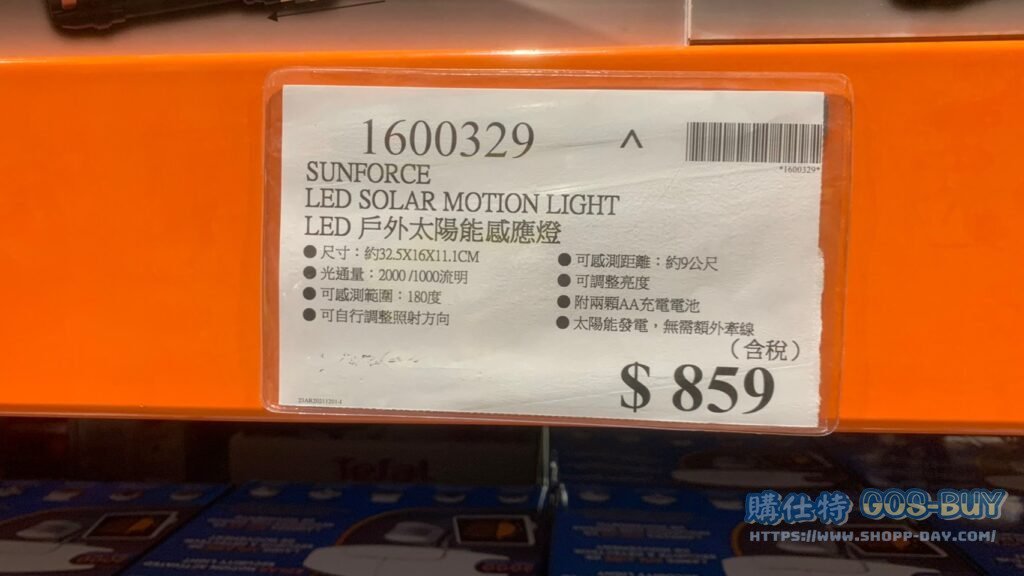 1600329 ^
*1600329*
SUNFORCE
LED SOLAR MOTION LIGHT
LED 戶外太陽能感應燈
● 尺寸：約32.5X16X11.1CM
● 光通量：2000 /1000流明
● 可感測範圍：180度
● 可自行調整照射方向
● 可感測距離：約9公尺
● 可調整亮度
● 附兩顆AA充電電池
● 太陽能發電，無需額外牽線
（含稅）
$ 859
Tefal
購仕特 GOS-BUY
HTTPS://WWW.SHOPP-DAY.COM/